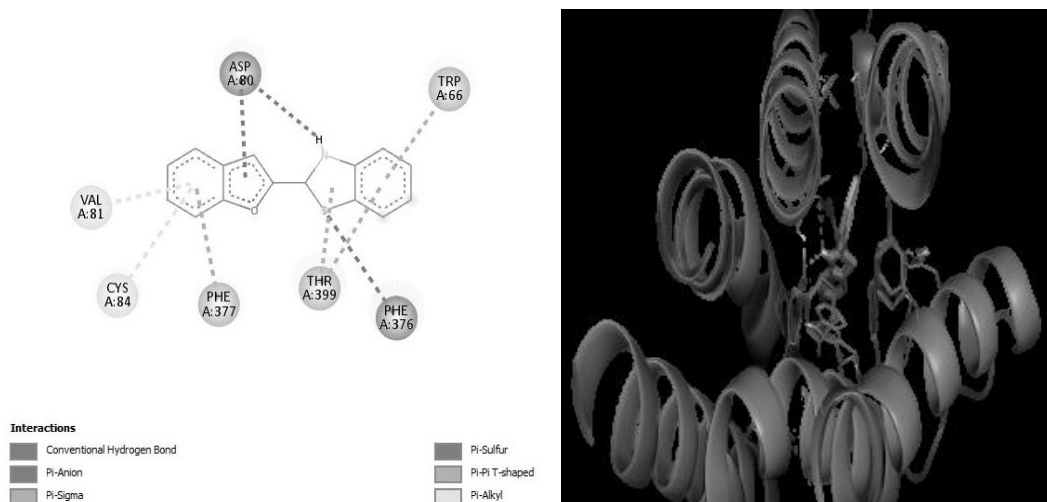 ASP
A:80
TRP
A:66
H
N
O
S
VAL
A:81
CYS
A:84
PHE
A:377
THR
A:399
PHE
A:376
Interactions
Conventional Hydrogen Bond
Pi-Anion
Pi-Sigma
Pi-Sulfur
Pi-Pi T-shaped
Pi-Alkyl